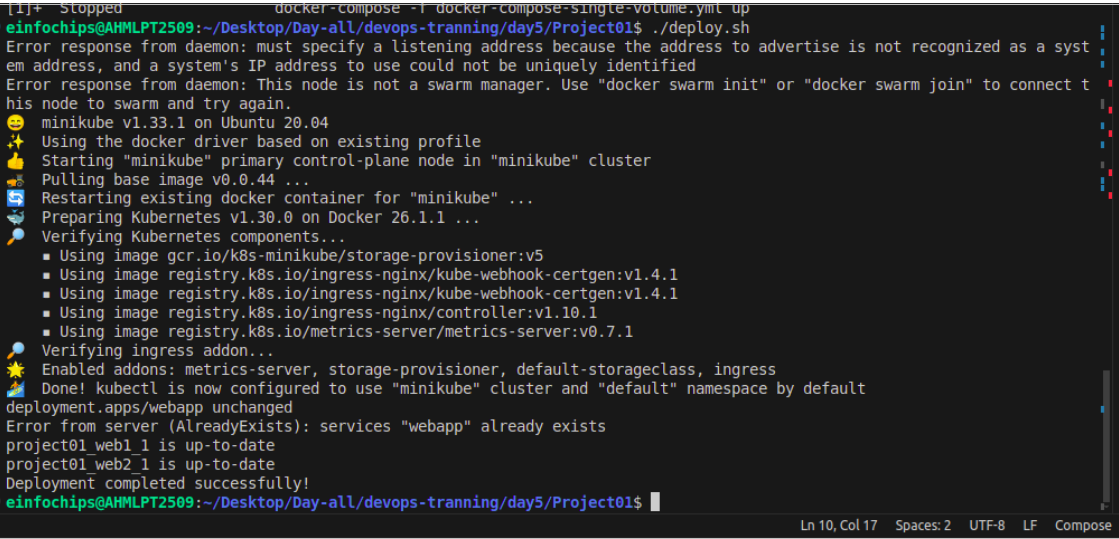 [1]+  Stopped                 docker-compose -f docker-compose-single-volume.yml up
einfochips@AHMLPT2509:~/Desktop/Day-all/devops-tranning/day5/Project01$ ./deploy.sh
Error response from daemon: must specify a listening address because the address to advertise is not recognized as a syst
em address, and a system's IP address to use could not be uniquely identified
Error response from daemon: This node is not a swarm manager. Use "docker swarm init" or "docker swarm join" to connect t
his node to swarm and try again.
😄  minikube v1.33.1 on Ubuntu 20.04
✨  Using the docker driver based on existing profile
👍  Starting "minikube" primary control-plane node in "minikube" cluster
🚜  Pulling base image v0.0.44 ...
🔄  Restarting existing docker container for "minikube" ...
🐳  Preparing Kubernetes v1.30.0 on Docker 26.1.1 ...
🔎  Verifying Kubernetes components...
    ▪ Using image gcr.io/k8s-minikube/storage-provisioner:v5
    ▪ Using image registry.k8s.io/ingress-nginx/kube-webhook-certgen:v1.4.1
    ▪ Using image registry.k8s.io/ingress-nginx/kube-webhook-certgen:v1.4.1
    ▪ Using image registry.k8s.io/ingress-nginx/controller:v1.10.1
    ▪ Using image registry.k8s.io/metrics-server/metrics-server:v0.7.1
🔎  Verifying ingress addon...
🌟  Enabled addons: metrics-server, storage-provisioner, default-storageclass, ingress
🏄  Done! kubectl is now configured to use "minikube" cluster and "default" namespace by default
deployment.apps/webapp unchanged
Error from server (AlreadyExists): services "webapp" already exists
project01_web1_1 is up-to-date
project01_web2_1 is up-to-date
Deployment completed successfully!
einfochips@AHMLPT2509:~/Desktop/Day-all/devops-tranning/day5/Project01$
Ln 10, Col 17   Spaces: 2   UTF-8   LF   Compose